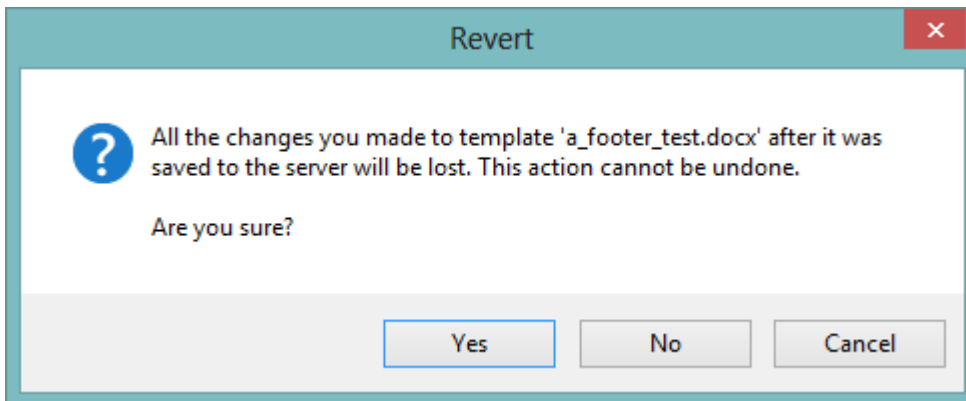 Revert
All the changes you made to template 'a_footer_test.docx' after it was
saved to the server will be lost. This action cannot be undone.
Are you sure?
Yes No Cancel